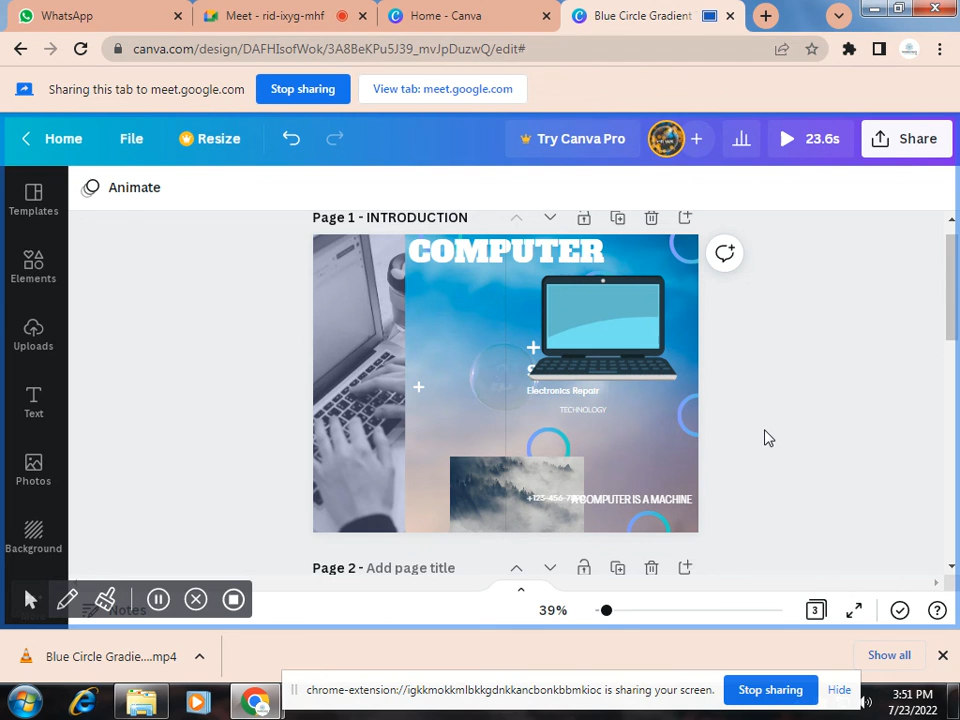 WhatsApp
Meet - rid-ixyg-mhf
Home - Canva
Blue Circle Gradient
canva.com/design/DAFHIsofWok/3A8BeKPu5J39_mvJpDuzwQ/edit#
Sharing this tab to meet.google.com
Stop sharing
View tab: meet.google.com
Home
File
Resize
Try Canva Pro
23.6s
Share
Templates
Animate
Page 1 - INTRODUCTION
COMPUTER
Elements
Uploads
Electronics Repair
TECHNOLOGY
Text
Photos
A COMPUTER IS A MACHINE
Background
Page 2 - Add page title
Notes
39%
3
Blue Circle Gradie....mp4
Show all
chrome-extension://igkkmokkmlbkkgdnkkancbonkbbmkioc is sharing your screen.
Stop sharing
Hide
3:51 PM
7/23/2022